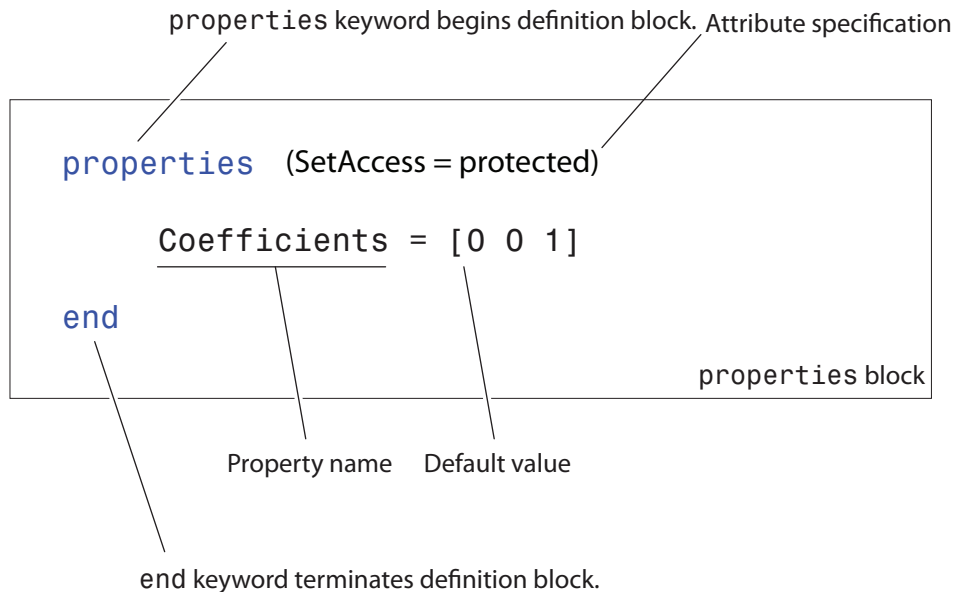 properties keyword begins definition block. Attribute specification
properties (SetAccess = protected)
Coefficients = [0 0 1]
end
properties block
Property name Default value
end keyword terminates definition block.